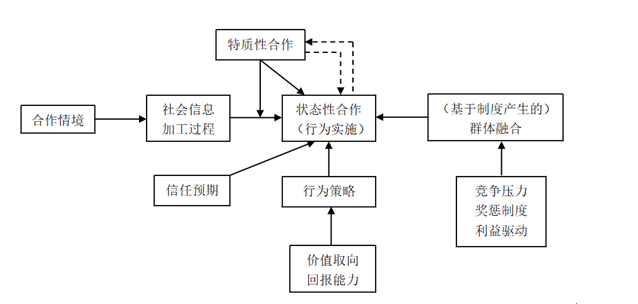 特质性合作
合作情境
社会信息
加工过程
状态性合作
（行为实施）
（基于制度产生的）
群体融合
信任预期
行为策略
竞争压力
奖惩制度
利益驱动
价值取向
回报能力